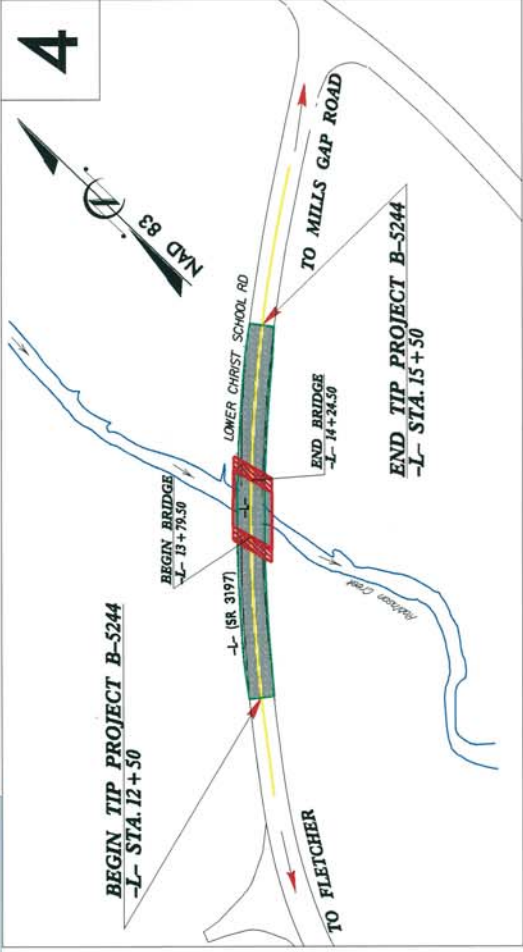 4
NAD 83
BEGIN TIP PROJECT B-5244
-L- STA. 12+50
BEGIN BRIDGE
-L- 13+79.50
LOWER CHRIST SCHOOL RD
-L- (SR 3197)
-L-
END BRIDGE
-L- 14+24.50
TO MILLS GAP ROAD
END TIP PROJECT B-5244
-L- STA. 15+50
TO FLETCHER
Creek